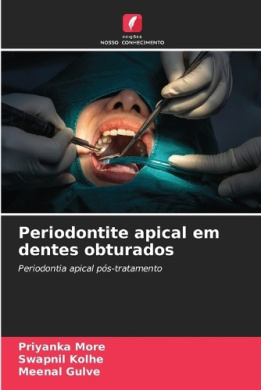 edições
NOSSO CONHECIMENTO
Periodontite apical em
dentes obturados
Periodontia apical pós-tratamento
Priyanka More
Swapnil Kolhe
Meenal Gulve